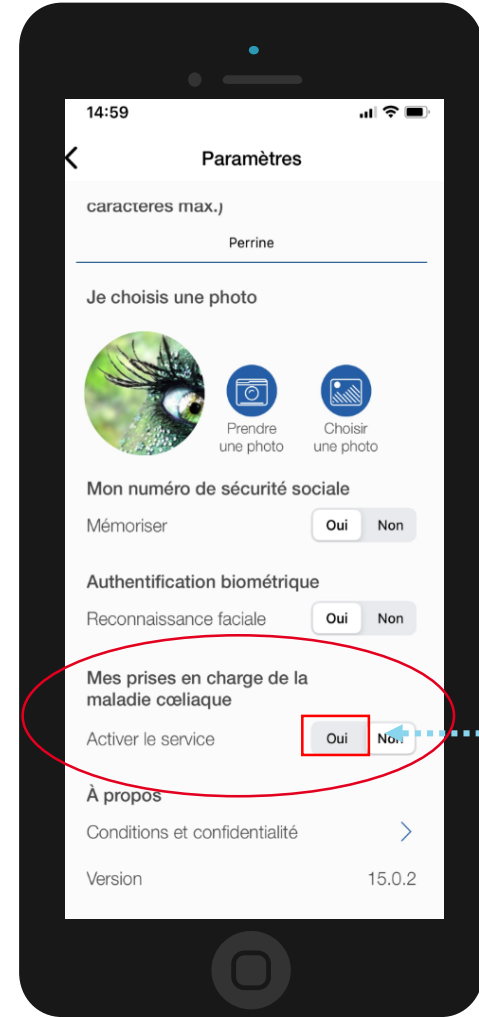 14:59
Paramètres
caractères max.)
Perrine
Je choisis une photo
Prendre
une photo
Choisir
une photo
Mon numéro de sécurité sociale
Mémoriser
Oui Non
Authentification biométrique
Reconnaissance faciale
Oui Non
Mes prises en charge de la
maladie cœliaque
Activer le service
Oui Non
À propos
Conditions et confidentialité
Version
15.0.2